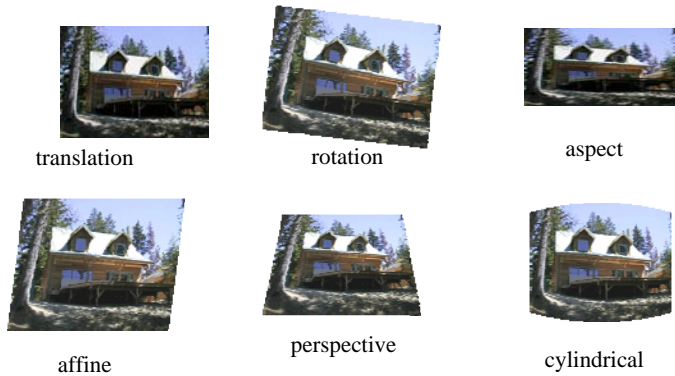 translation
rotation
aspect
affine
perspective
cylindrical